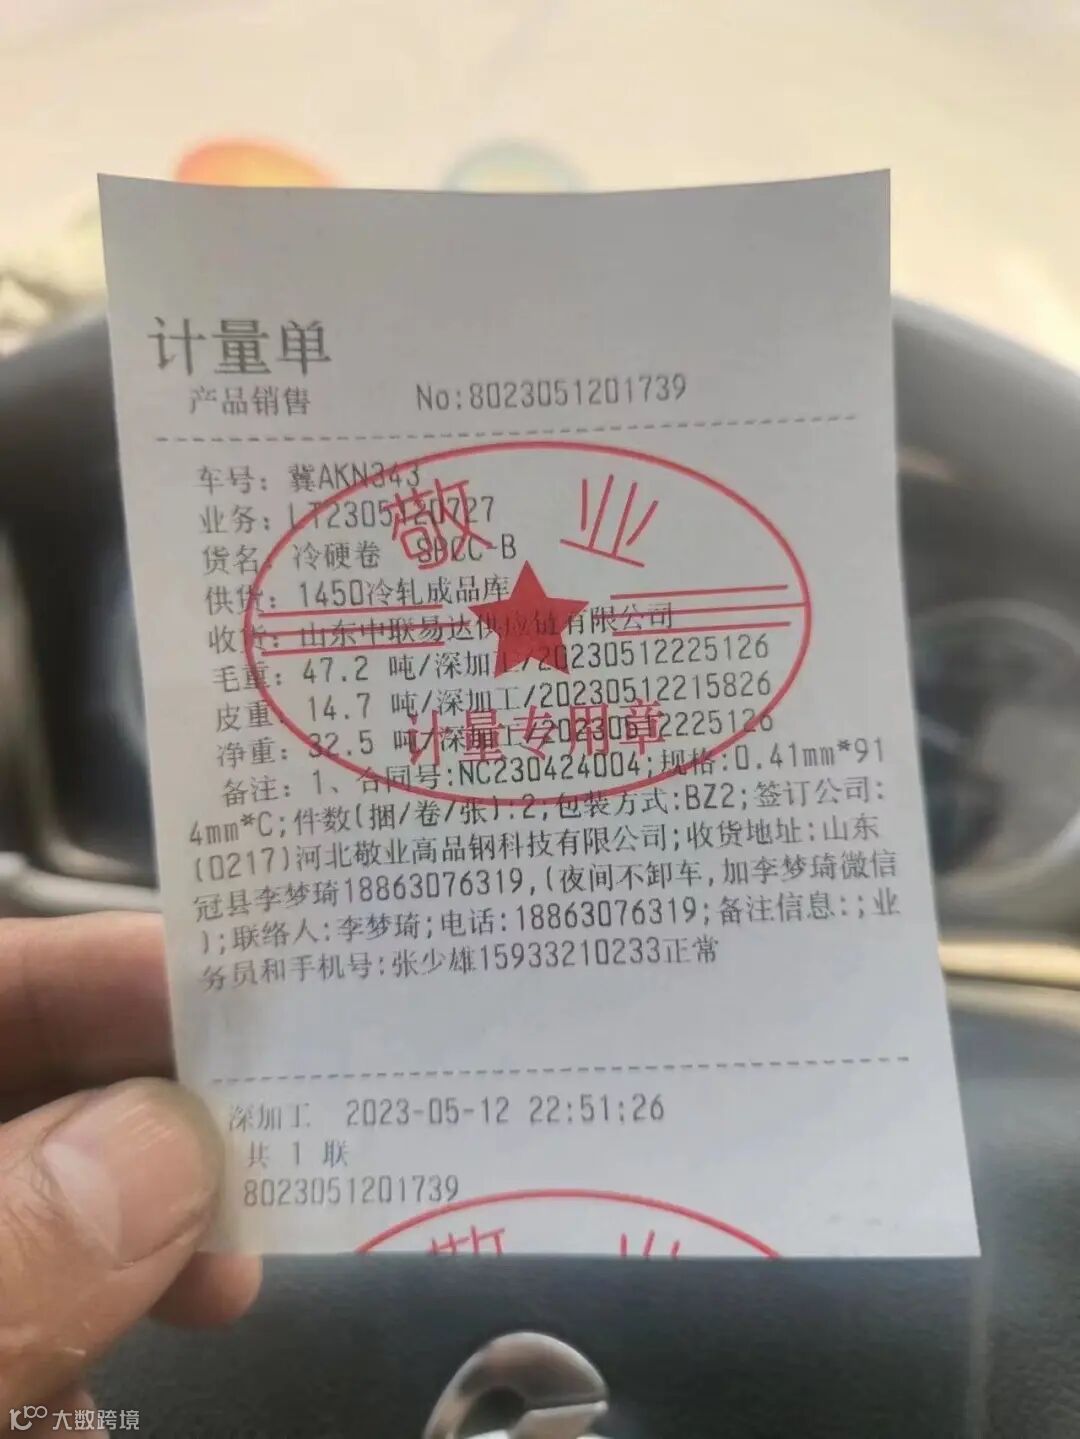 计量单
产品销售 No:8023051201739
车号: 冀AKN343
业务: LT2305120727
货名: 冷硬卷 SPCC-B
供货: 1450冷轧成品库
收货: 山东中联易达供应链有限公司
毛重: 47.2 吨/深加工/20230512225126
皮重: 14.7 吨/深加工/20230512215826
净重: 32.5 吨/深加工/20230512225126
备注: 1、合同号:NC230424004;规格:0.41mm*91
4mm*C;件数(捆/卷/张):2;包装方式:BZ2;签订公司:
(0217)河北敬业高品钢科技有限公司;收货地址:山东
冠县李梦琦18863076319,(夜间不卸车,加李梦琦微信
);联络人:李梦琦;电话:18863076319;备注信息:;业
务员和手机号:张少雄15933210233正常
敬业
计量专用章
深加工 2023-05-12 22:51:26
共 1 联
8023051201739
敬业
大数跨境